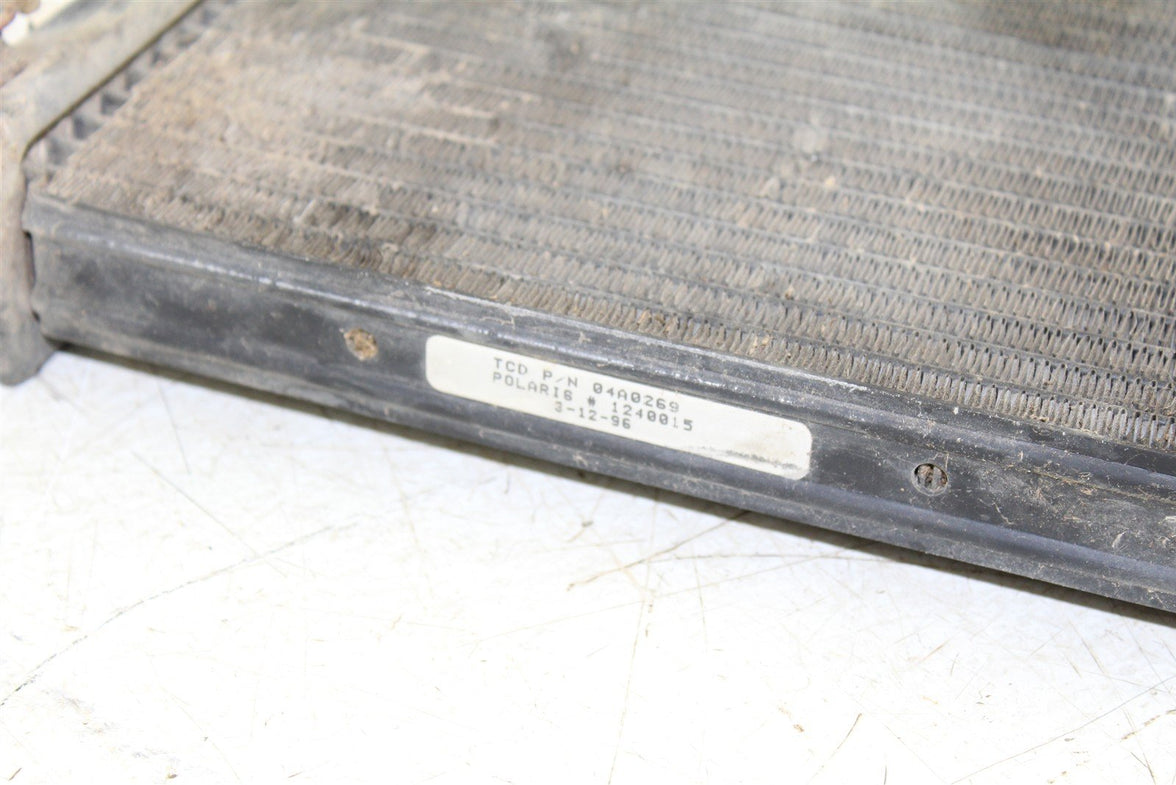 TCD P/N 04A0269
POLARIS # 1240015
3-12-96